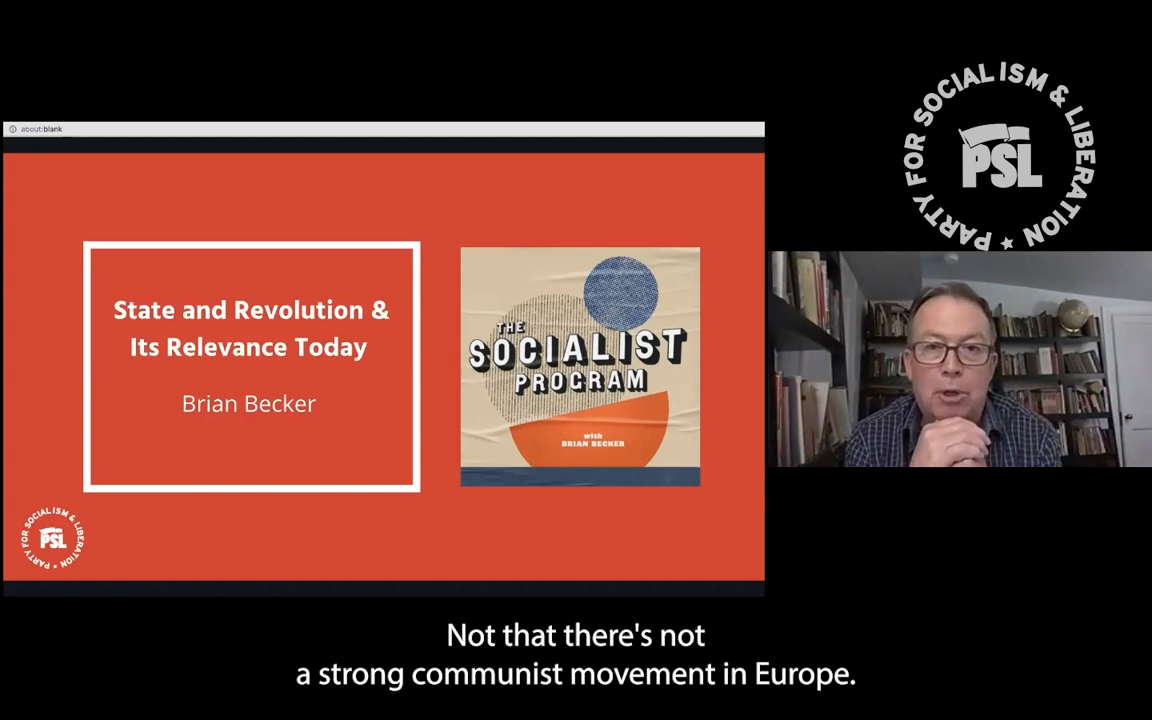 about:blank
State and Revolution &
Its Relevance Today
Brian Becker
THE
SOCIALIST
PROGRAM
with
BRIAN BECKER
PARTY FOR SOCIALISM & LIBERATION ★
PSL
PARTY FOR SOCIALISM & LIBERATION ★
PSL
Not that there's not
a strong communist movement in Europe.